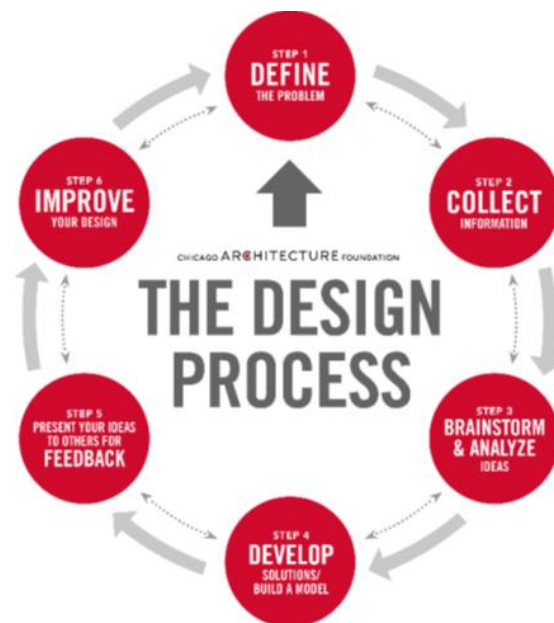 STEP 1
DEFINE
THE PROBLEM
STEP 2
COLLECT
INFORMATION
STEP 3
BRAINSTORM
& ANALYZE
IDEAS
STEP 4
DEVELOP
SOLUTIONS/
BUILD A MODEL
STEP 5
PRESENT YOUR IDEAS
TO OTHERS FOR
FEEDBACK
STEP 6
IMPROVE
YOUR DESIGN
CHICAGO ARCHITECTURE FOUNDATION
THE DESIGN
PROCESS